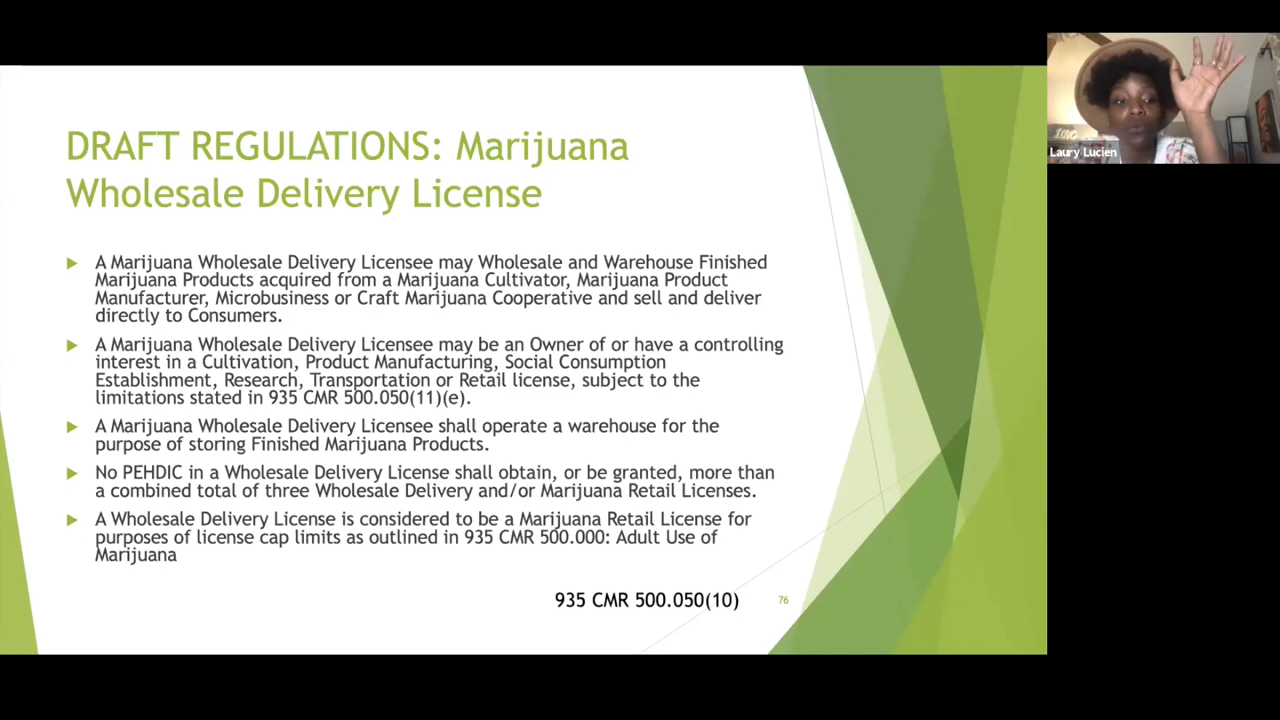 DRAFT REGULATIONS: Marijuana
Wholesale Delivery License
A Marijuana Wholesale Delivery Licensee may Wholesale and Warehouse Finished
Marijuana Products acquired from a Marijuana Cultivator, Marijuana Product
Manufacturer, Microbusiness or Craft Marijuana Cooperative and sell and deliver
directly to Consumers.
A Marijuana Wholesale Delivery Licensee may be an Owner of or have a controlling
interest in a Cultivation, Product Manufacturing, Social Consumption
Establishment, Research, Transportation or Retail license, subject to the
limitations stated in 935 CMR 500.050(11)(e).
A Marijuana Wholesale Delivery Licensee shall operate a warehouse for the
purpose of storing Finished Marijuana Products.
No PEHDIC in a Wholesale Delivery License shall obtain, or be granted, more than
a combined total of three Wholesale Delivery and/or Marijuana Retail Licenses.
A Wholesale Delivery License is considered to be a Marijuana Retail License for
purposes of license cap limits as outlined in 935 CMR 500.000: Adult Use of
Marijuana
935 CMR 500.050(10)
76
love
Laury Lucien